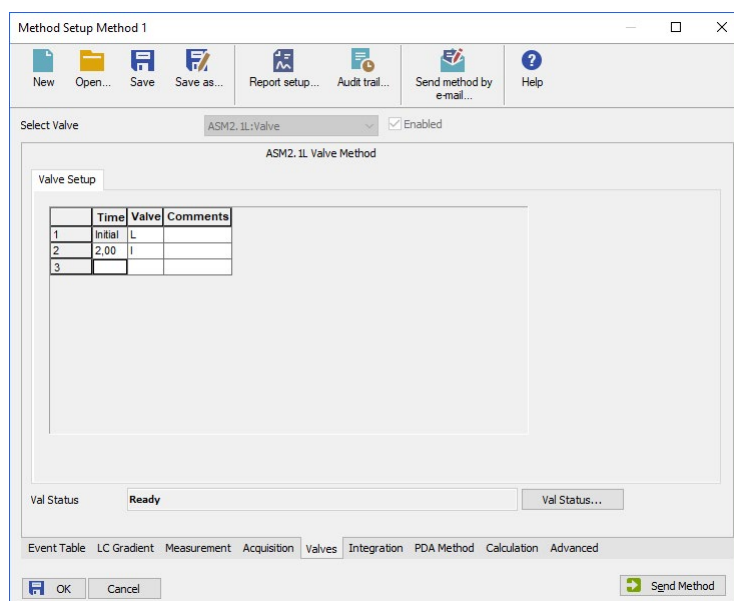 Method Setup Method 1
New Open... Save Save as... Report setup... Audit trail... Send method by e-mail... Help
Select Valve ASM2.1L:Valve Enabled
ASM2.1L Valve Method
Valve Setup
Time Valve Comments
1 Initial L
2 2,00 I
3
Val Status Ready Val Status...
Event Table LC Gradient Measurement Acquisition Valves Integration PDA Method Calculation Advanced
OK Cancel Send Method